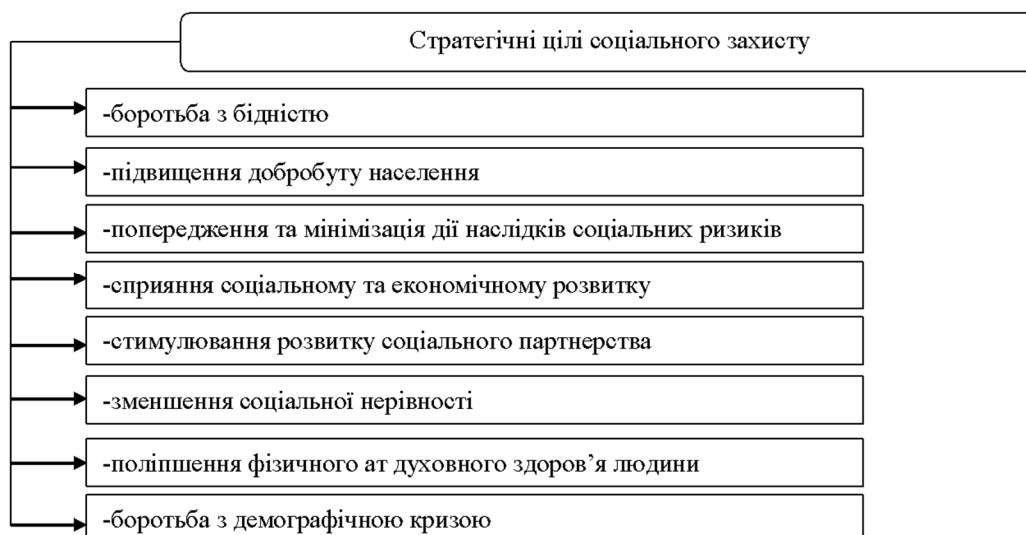 Стратегічні цілі соціального захисту
-боротьба з бідністю
-підвищення добробуту населення
-попередження та мінімізація дії наслідків соціальних ризиків
-сприяння соціальному та економічному розвитку
-стимулювання розвитку соціального партнерства
-зменшення соціальної нерівності
-поліпшення фізичного ат духовного здоров’я людини
-боротьба з демографічною кризою